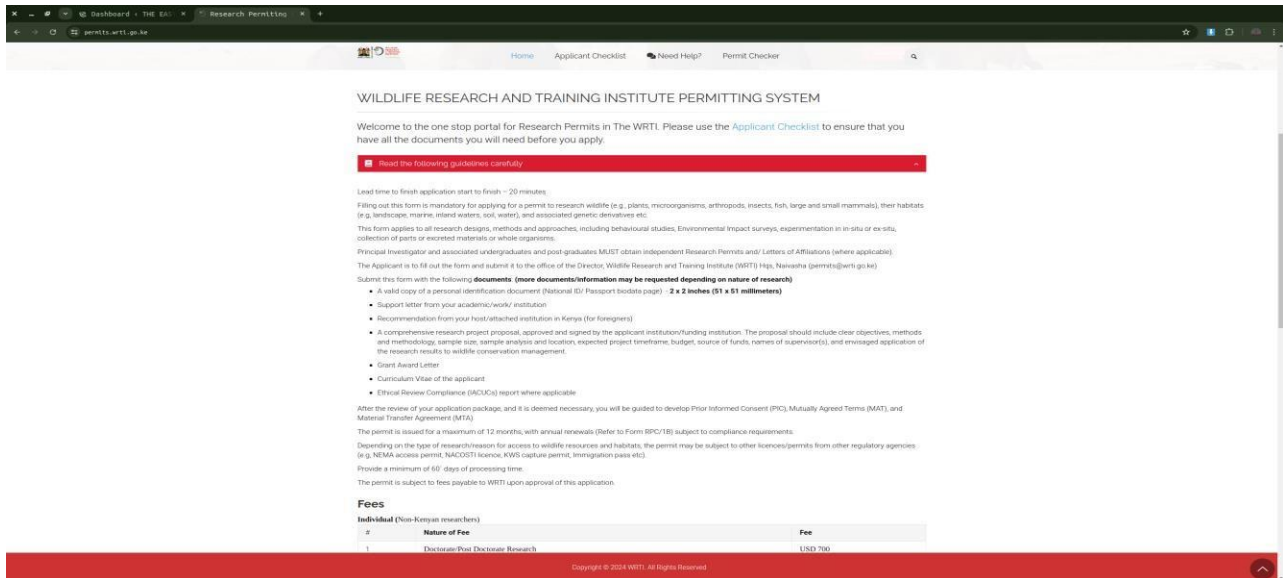 Dashboard ‹ THE EAS
Research Permitting
permits.wrti.go.ke
Home Applicant Checklist Need Help? Permit Checker
WILDLIFE RESEARCH AND TRAINING INSTITUTE PERMITTING SYSTEM
Welcome to the one stop portal for Research Permits in The WRTI. Please use the Applicant Checklist to ensure that you
have all the documents you will need before you apply.
Read the following guidelines carefully
Lead time to finish application start to finish – 20 minutes.
Filling out this form is mandatory for applying for a permit to research wildlife (e.g., plants, microorganisms, arthropods, insects, fish, large and small mammals), their habitats
(e.g, landscape, marine, inland waters, soil, water), and associated genetic derivatives etc.
This form applies to all research designs, methods and approaches, including behavioural studies, Environmental Impact surveys, experimentation in in-situ or ex-situ,
collection of parts or excreted materials or whole organisms.
Principal Investigator and associated undergraduates and post-graduates MUST obtain independent Research Permits and/ Letters of Affiliations (where applicable).
The Applicant is to fill out the form and submit it to the office of the Director, Wildlife Research and Training Institute (WRTI) Hqs, Naivasha (permits@wrti.go.ke)
Submit this form with the following documents: (more documents/information may be requested depending on nature of research)
• A valid copy of a personal identification document (National ID/ Passport biodata page) - 2 x 2 inches (51 x 51 millimeters)
• Support letter from your academic/work/ institution
• Recommendation from your host/attached institution in Kenya (for foreigners)
• A comprehensive research project proposal, approved and signed by the applicant institution/funding institution. The proposal should include clear objectives, methods
and methodology, sample size, sample analysis and location, expected project timeframe, budget, source of funds, names of supervisor(s), and envisaged application of
the research results to wildlife conservation management.
• Grant Award Letter
• Curriculum Vitae of the applicant
• Ethical Review Compliance (IACUCs) report where applicable
After the review of your application package, and it is deemed necessary, you will be guided to develop Prior Informed Consent (PIC), Mutually Agreed Terms (MAT), and
Material Transfer Agreement (MTA)
The permit is issued for a maximum of 12 months, with annual renewals (Refer to Form RPC/1B) subject to compliance requirements.
Depending on the type of research/reason for access to wildlife resources and habitats, the permit may be subject to other licences/permits from other regulatory agencies
(e.g, NEMA access permit, NACOSTI licence, KWS capture permit, Immigration pass etc).
Provide a minimum of 60` days of processing time.
The permit is subject to fees payable to WRTI upon approval of this application.
Fees
Individual (Non-Kenyan researchers)
# Nature of Fee Fee
1 Doctorate/Post Doctorate Research USD 700
Copyright © 2024 WRTI. All Rights Reserved